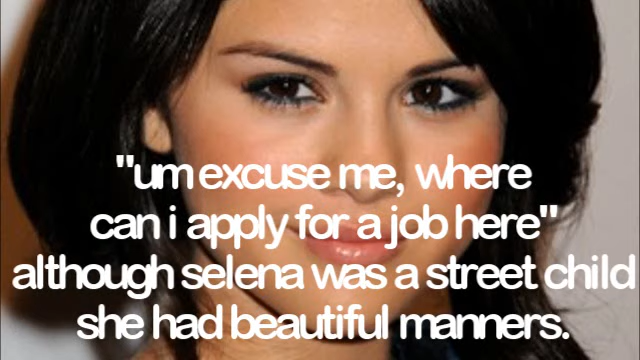 "um excuse me, where
can i apply for a job here"
although selena was a street child
she had beautiful manners.